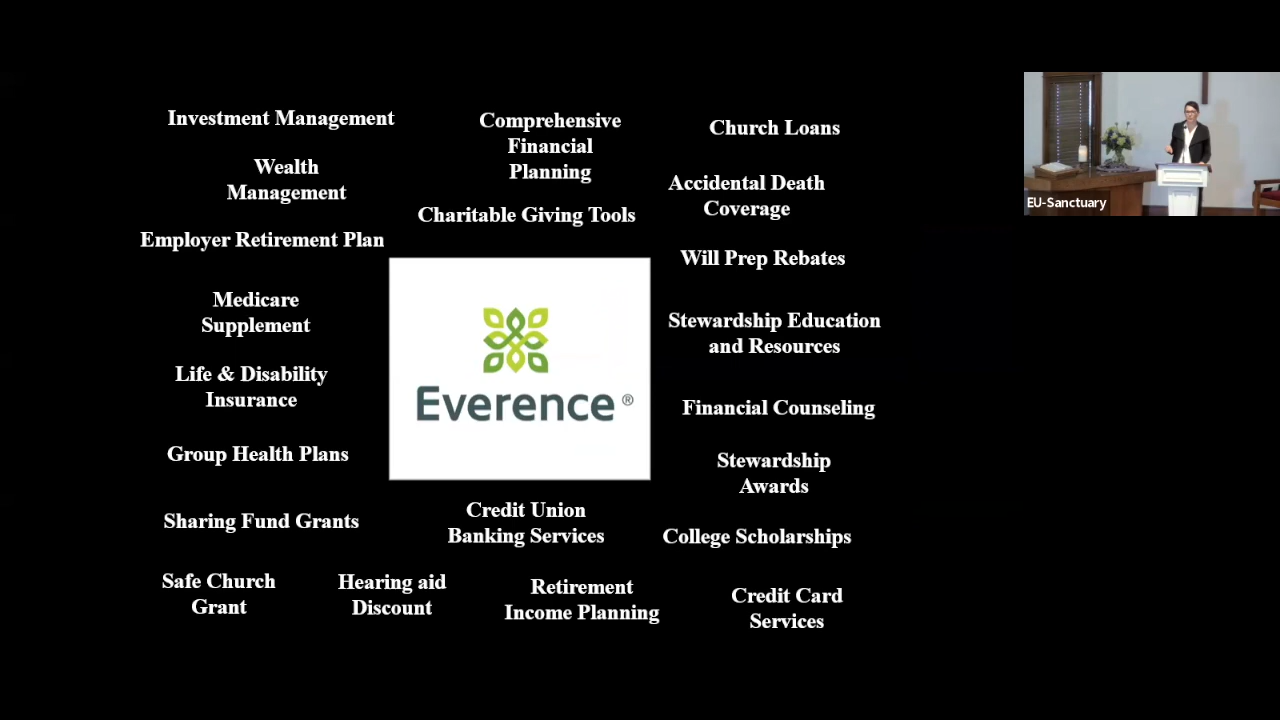 Investment Management
Comprehensive
Financial
Planning
Church Loans
Wealth
Management
Accidental Death
Coverage
Charitable Giving Tools
Employer Retirement Plan
Will Prep Rebates
Medicare
Supplement
Stewardship Education
and Resources
Life & Disability
Insurance
Everence®
Financial Counseling
Group Health Plans
Stewardship
Awards
Sharing Fund Grants
Credit Union
Banking Services
College Scholarships
Safe Church
Grant
Hearing aid
Discount
Retirement
Income Planning
Credit Card
Services
EU-Sanctuary